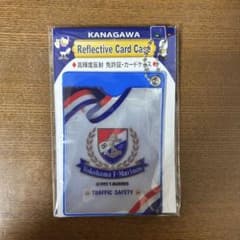 KANAGAWA
Reflective Card Case
高輝度反射 免許証・カードケース
Yokohama F·Marinos
TRAFFIC SAFETY